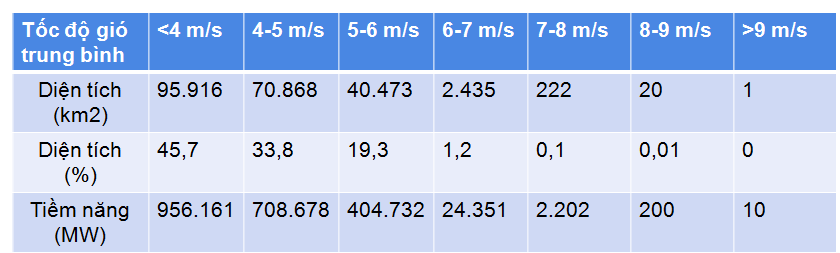 Tốc độ gió trung bình <4 m/s 4-5 m/s 5-6 m/s 6-7 m/s 7-8 m/s 8-9 m/s >9 m/s
Diện tích (km2) 95.916 70.868 40.473 2.435 222 20 1
Diện tích (%) 45,7 33,8 19,3 1,2 0,1 0,01 0
Tiềm năng (MW) 956.161 708.678 404.732 24.351 2.202 200 10